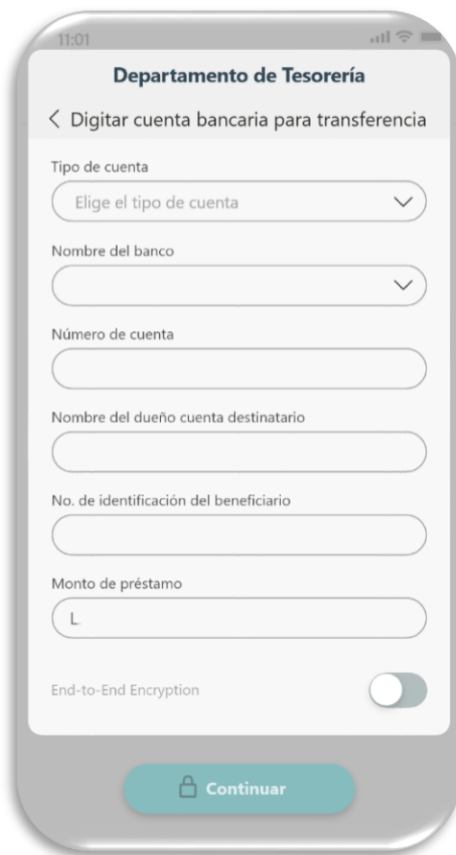 11:01
Departamento de Tesorería
Digitar cuenta bancaria para transferencia
Tipo de cuenta
Elige el tipo de cuenta
Nombre del banco
Número de cuenta
Nombre del dueño cuenta destinatario
No. de identificación del beneficiario
Monto de préstamo
L.
End-to-End Encryption
Continuar